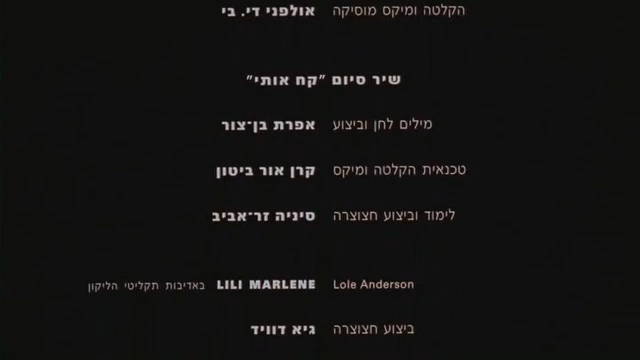 הקלטה ומיקס מוסיקה אולפני די. בי
שיר סיום "קח אותי"
מילים לחן וביצוע אפרת בן־צור
טכנאית הקלטה ומיקס קרן אור ביטון
לימוד וביצוע חצוצרה סיניה זר־אביב
Lole Anderson LILI MARLENE באדיבות תקליטי הליקון
ביצוע חצוצרה גיא דוויד